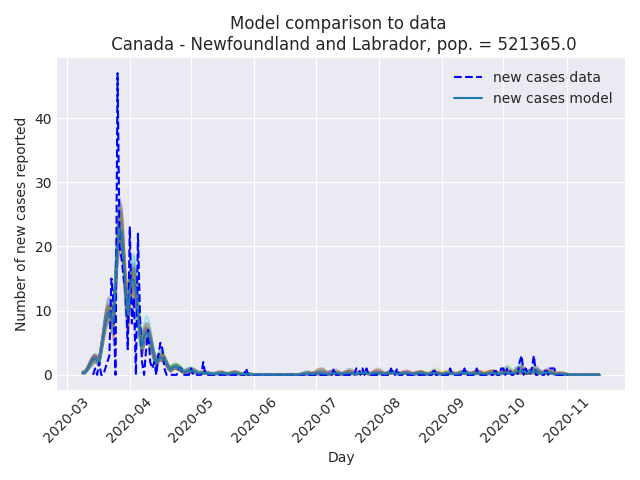 Model comparison to data
Canada - Newfoundland and Labrador, pop. = 521365.0
new cases data
new cases model
Number of new cases reported
40
30
20
10
0
2020-03
2020-04
2020-05
2020-06
2020-07
2020-08
2020-09
2020-10
2020-11
Day